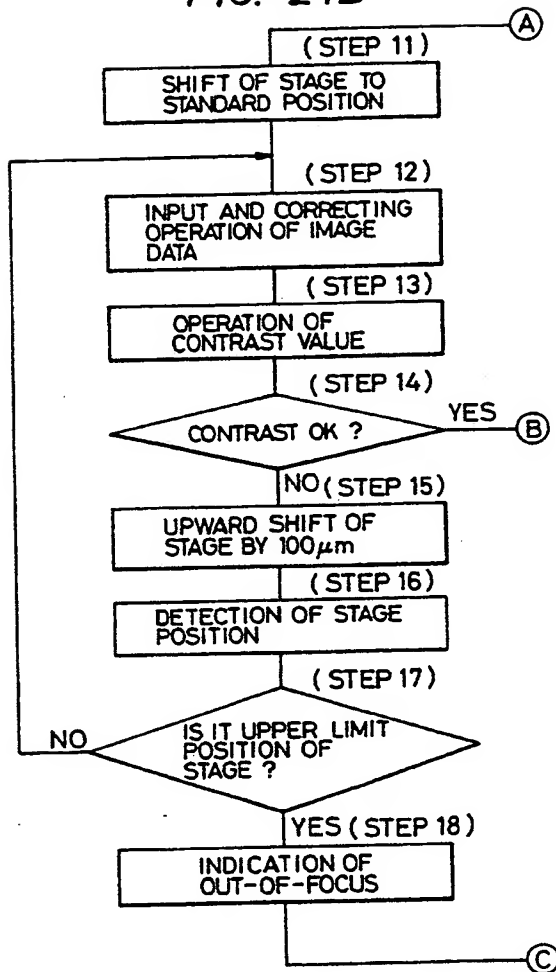 A
(STEP 11)
SHIFT OF STAGE TO
STANDARD POSITION
(STEP 12)
INPUT AND CORRECTING
OPERATION OF IMAGE
DATA
(STEP 13)
OPERATION OF
CONTRAST VALUE
(STEP 14)
CONTRAST OK ?
YES
B
NO (STEP 15)
UPWARD SHIFT OF
STAGE BY 100μm
(STEP 16)
DETECTION OF STAGE
POSITION
(STEP 17)
IS IT UPPER LIMIT
POSITION OF
STAGE ?
NO
YES (STEP 18)
INDICATION OF
OUT-OF-FOCUS
C